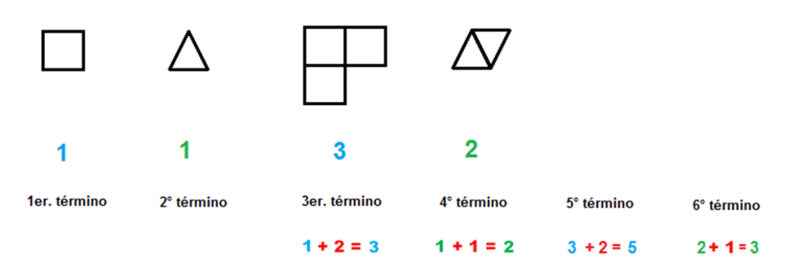 1 1 3 2
1er. término 2° término 3er. término 4° término 5° término 6° término
1 + 2 = 3 1 + 1 = 2 3 + 2 = 5 2 + 1 = 3